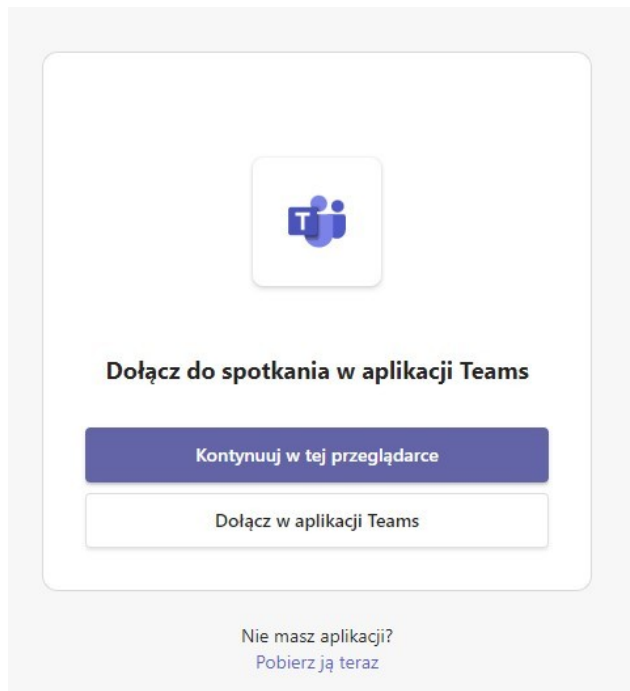 T
Dołącz do spotkania w aplikacji Teams
Kontynuuj w tej przeglądarce
Dołącz w aplikacji Teams
Nie masz aplikacji?
Pobierz ją teraz